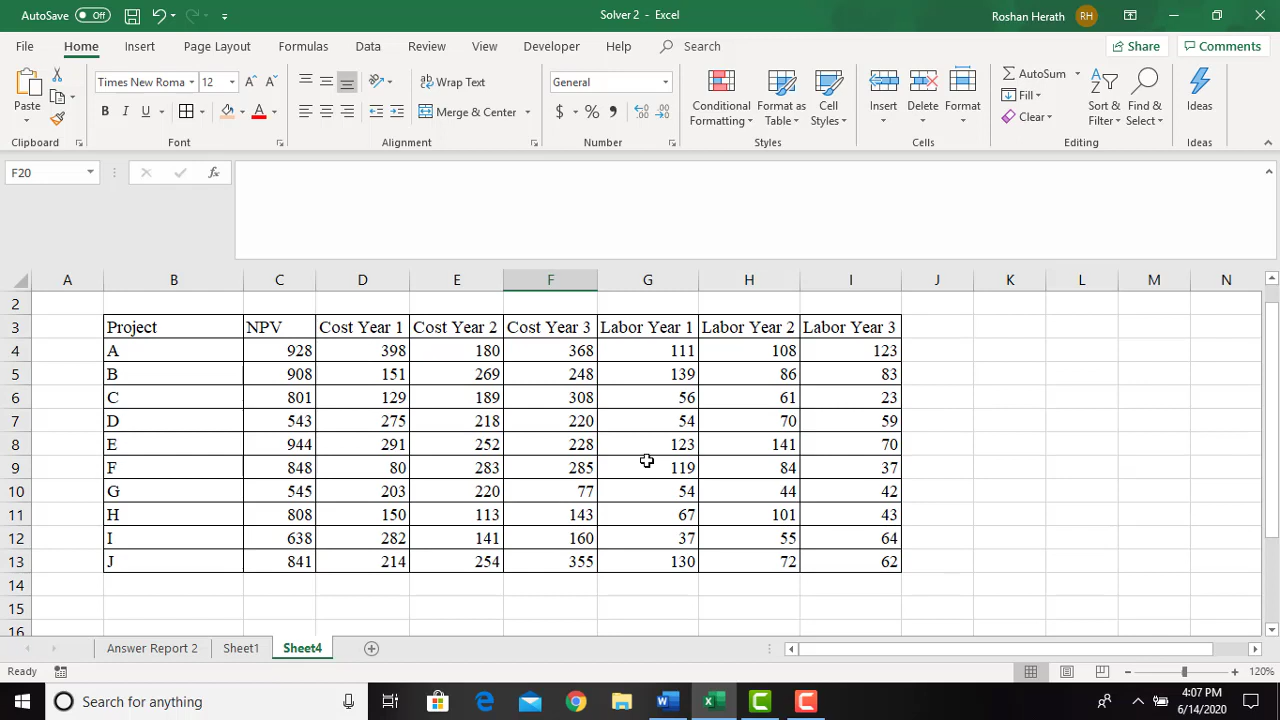 AutoSave Off Solver 2 - Excel Roshan Herath RH
File Home Insert Page Layout Formulas Data Review View Developer Help Search Share Comments
Times New Roma 12 A A Wrap Text General AutoSum
Paste B I U A Merge & Center $ % , Conditional Formatting Format as Table Cell Styles Insert Delete Format Fill Clear Sort & Filter Find & Select Ideas
Clipboard Font Alignment Number Styles Cells Editing Ideas
F20 fx
A B C D E F G H I J K L M N
2
3 Project NPV Cost Year 1 Cost Year 2 Cost Year 3 Labor Year 1 Labor Year 2 Labor Year 3
4 A 928 398 180 368 111 108 123
5 B 908 151 269 248 139 86 83
6 C 801 129 189 308 56 61 23
7 D 543 275 218 220 54 70 59
8 E 944 291 252 228 123 141 70
9 F 848 80 283 285 119 84 37
10 G 545 203 220 77 54 44 42
11 H 808 150 113 143 67 101 43
12 I 638 282 141 160 37 55 64
13 J 841 214 254 355 130 72 62
14
15
16
Answer Report 2 Sheet1 Sheet4
Ready 120%
Search for anything 4:07 PM
6/14/2020